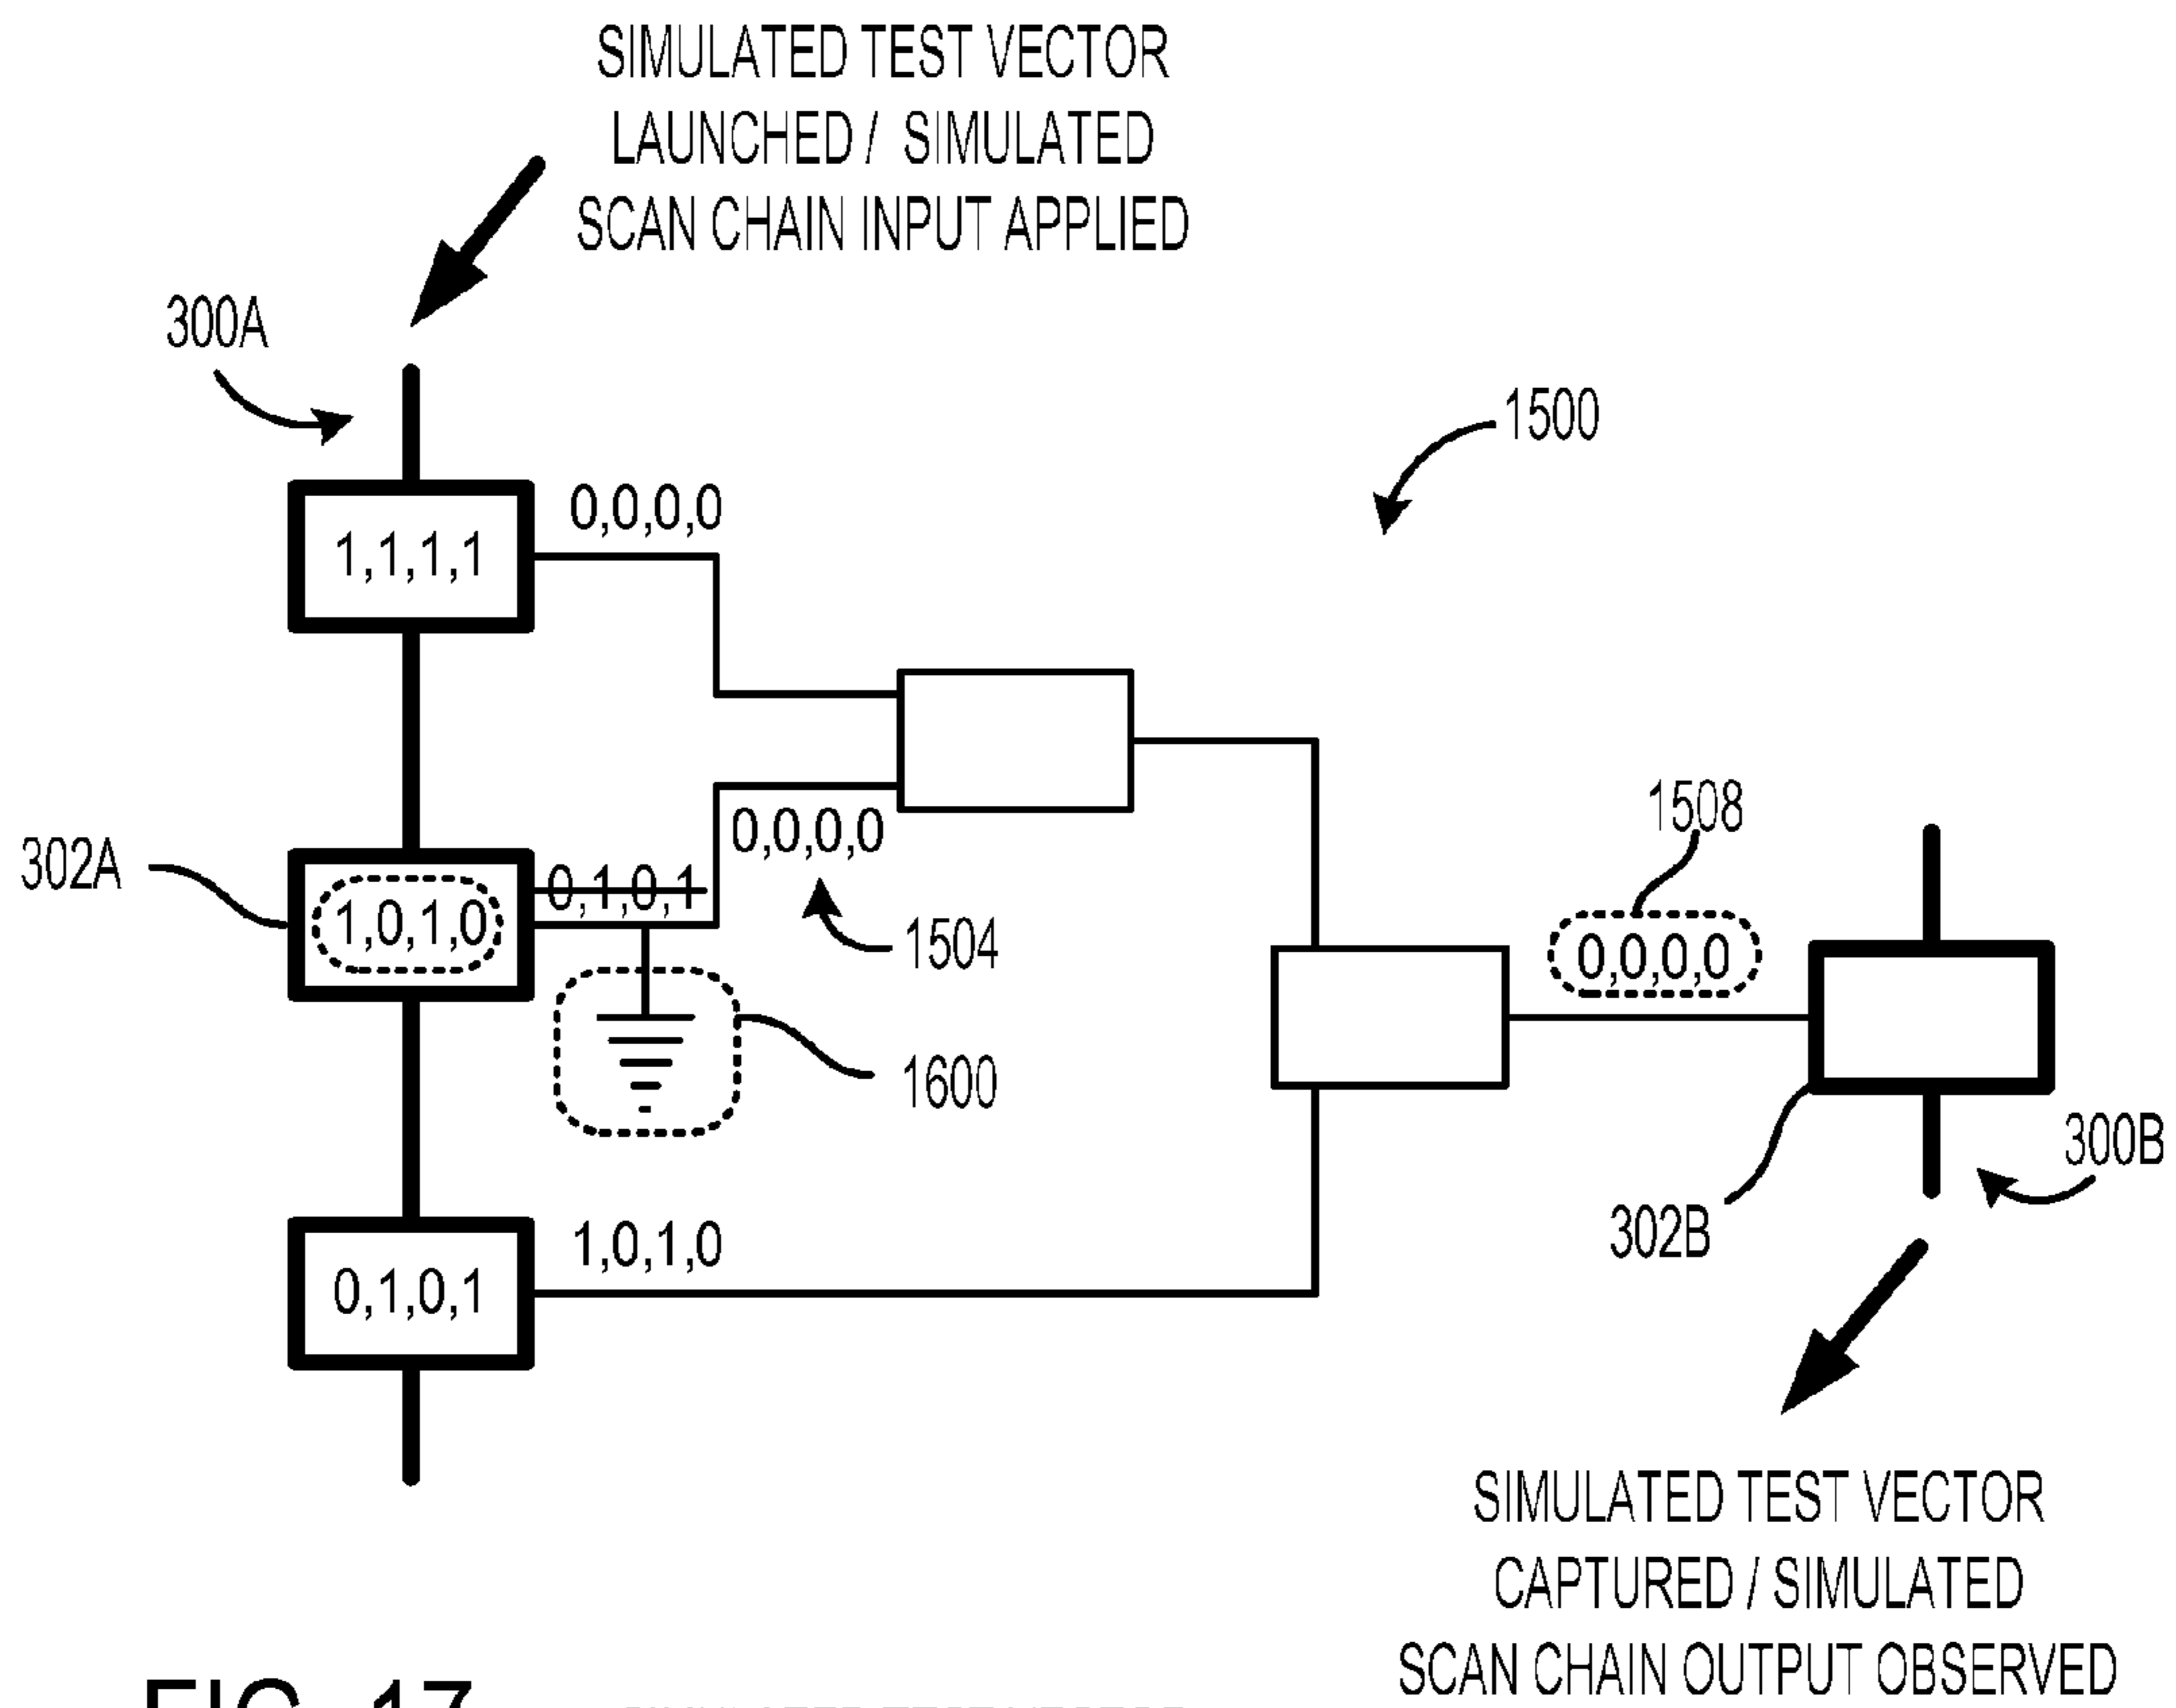 SIMULATED TEST VECTOR
LAUNCHED / SIMULATED
SCAN CHAIN INPUT APPLIED
300A
1500
0,0,0,0
1,1,1,1
1508
0,0,0,0
302A
0,1,0,1
1,0,1,0
1504
0,0,0,0
1600
300B
302B
1,0,1,0
0,1,0,1
SIMULATED TEST VECTOR
CAPTURED / SIMULATED
SCAN CHAIN OUTPUT OBSERVED
FIG. 17